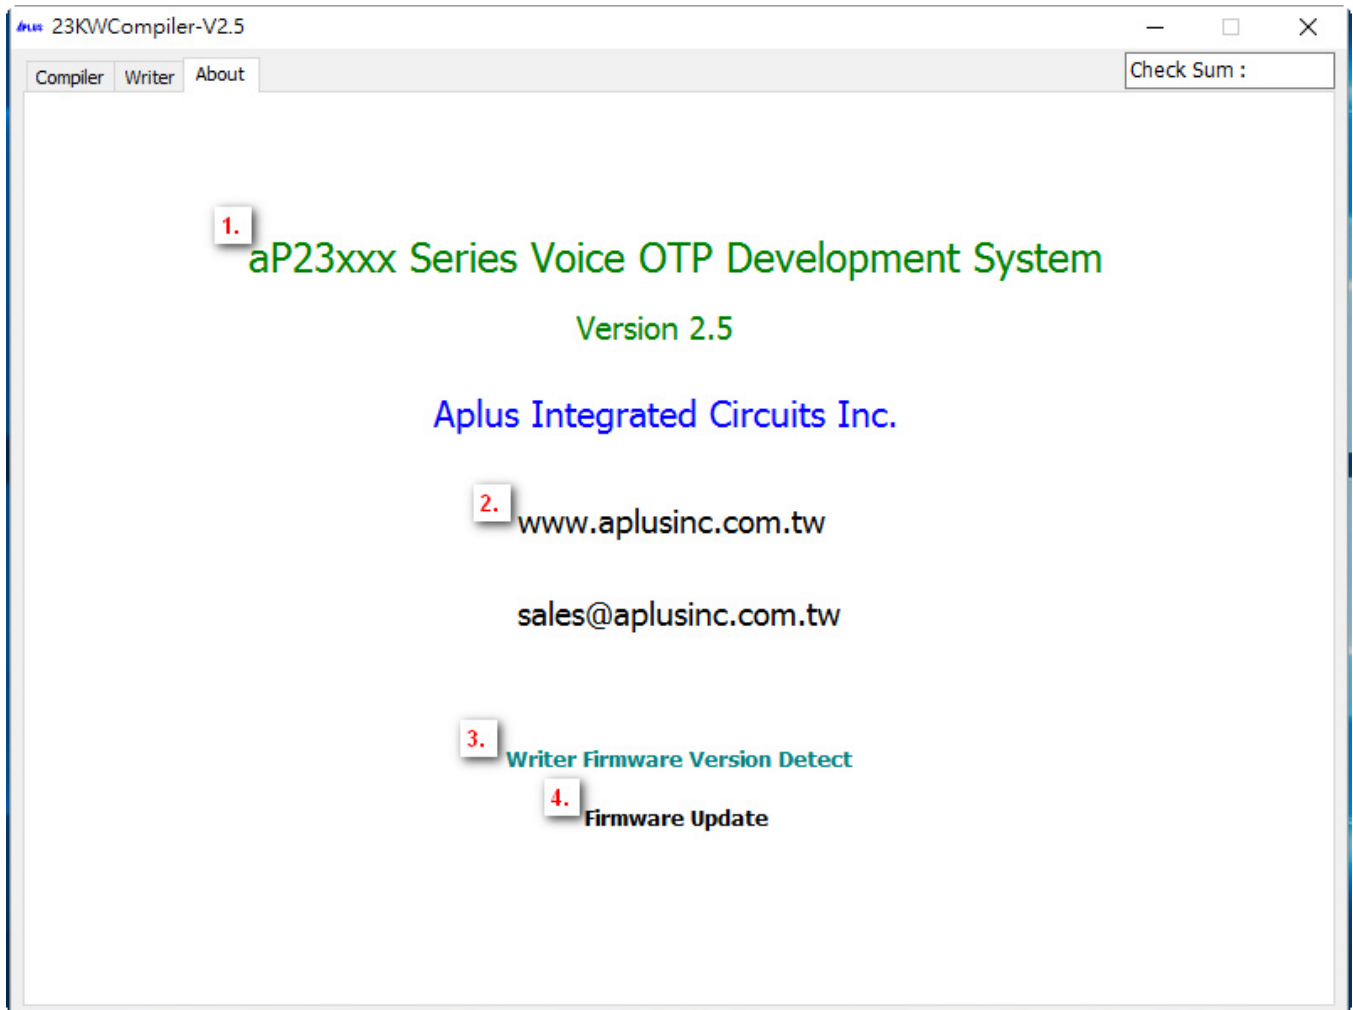 APLUS 23KWCompiler-V2.5
Compiler Writer About Check Sum :
1.
aP23xxx Series Voice OTP Development System
Version 2.5
Aplus Integrated Circuits Inc.
2.
www.aplusinc.com.tw
sales@aplusinc.com.tw
3.
Writer Firmware Version Detect
4.
Firmware Update